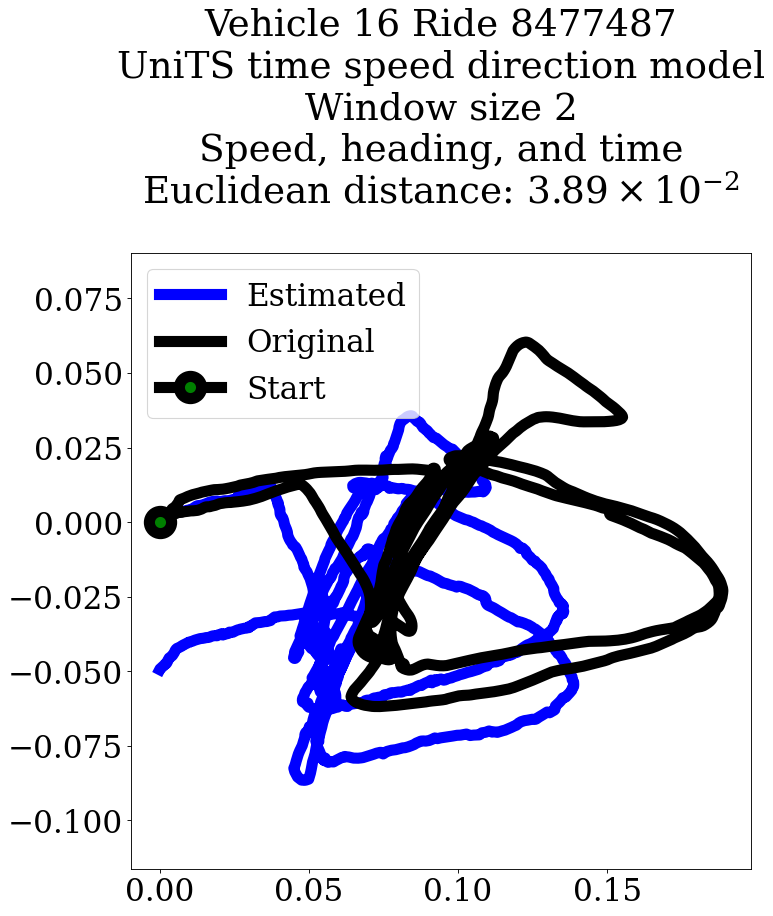 Vehicle 16 Ride 8477487
UniTS time speed direction model
Window size 2
Speed, heading, and time
Euclidean distance: 3.89 × 10⁻²
Estimated
Original
Start
0.075
0.050
0.025
0.000
−0.025
−0.050
−0.075
−0.100
0.00 0.05 0.10 0.15